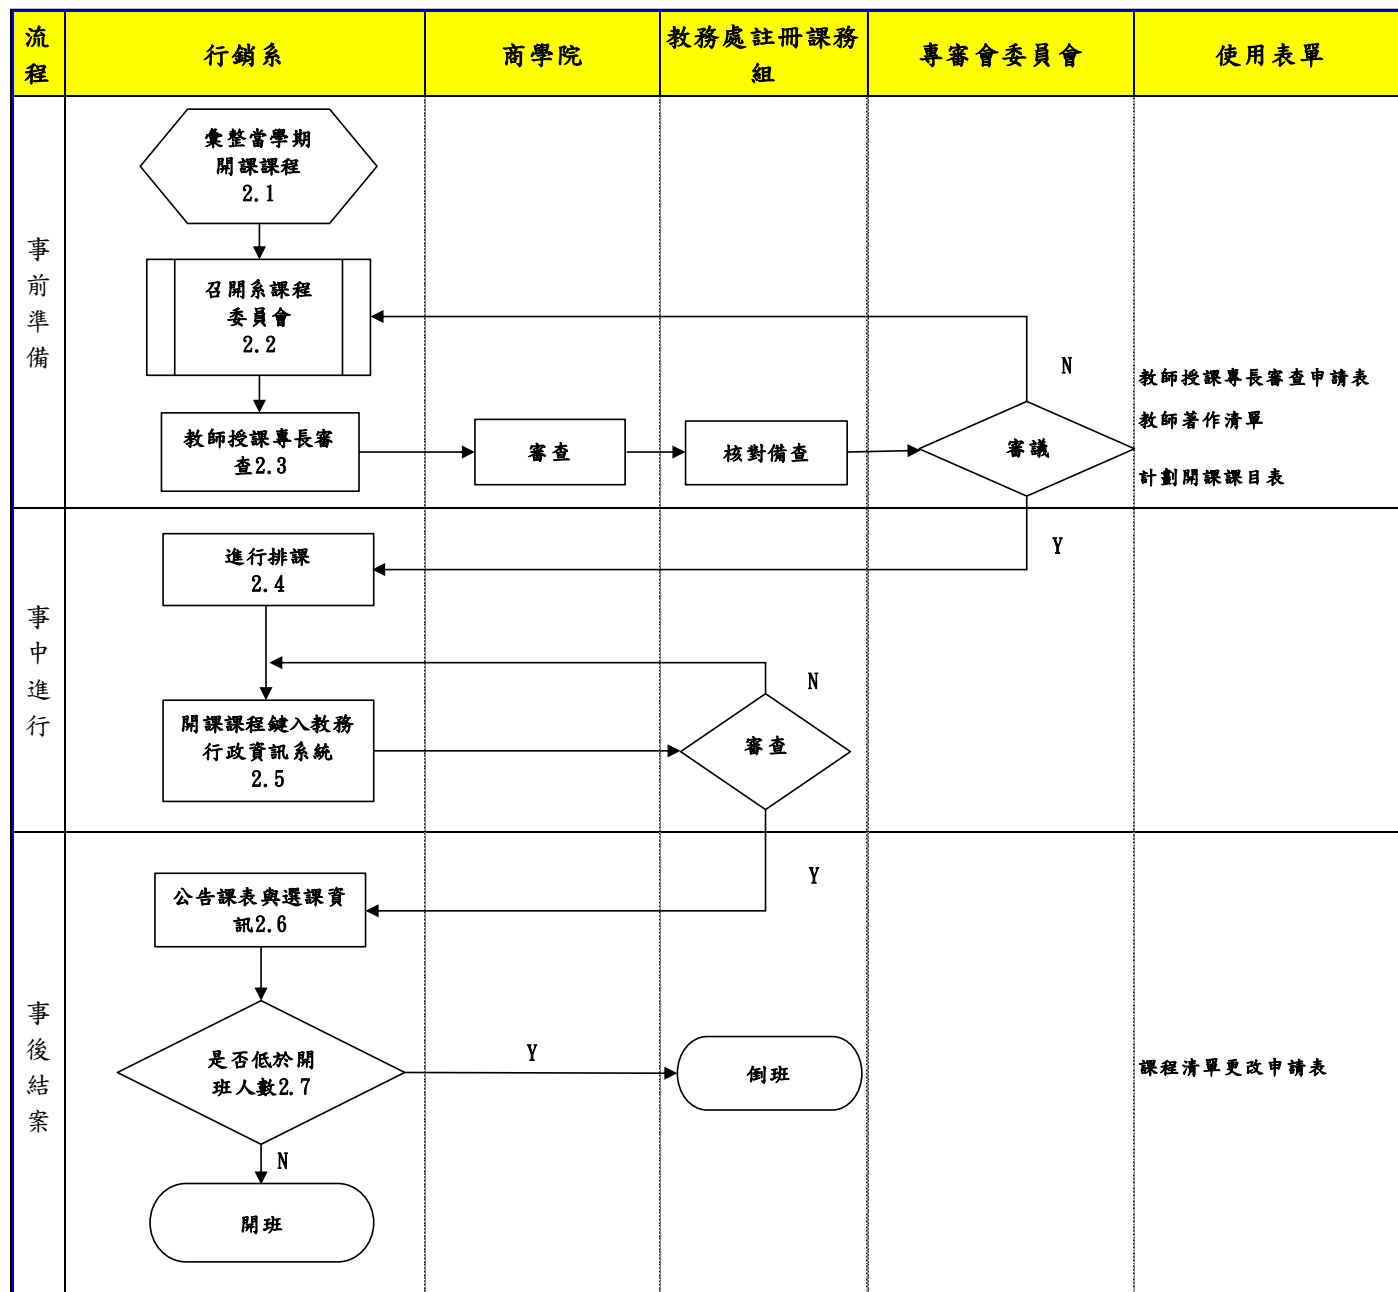 流
程
行銷系
商學院
教務處註冊課務
組
專審會委員會
使用表單
事
前
準
備
彙整當學期
開課課程
2.1
召開系課程
委員會
2.2
教師授課專長審
查2.3
審查
核對備查
審議
N
教師授課專長審查申請表
教師著作清單
計劃開課課目表
事
中
進
行
進行排課
2.4
Y
開課課程鍵入教務
行政資訊系統
2.5
審查
N
事
後
結
案
公告課表與選課資
訊2.6
Y
是否低於開
班人數2.7
Y
倒班
課程清單更改申請表
N
開班